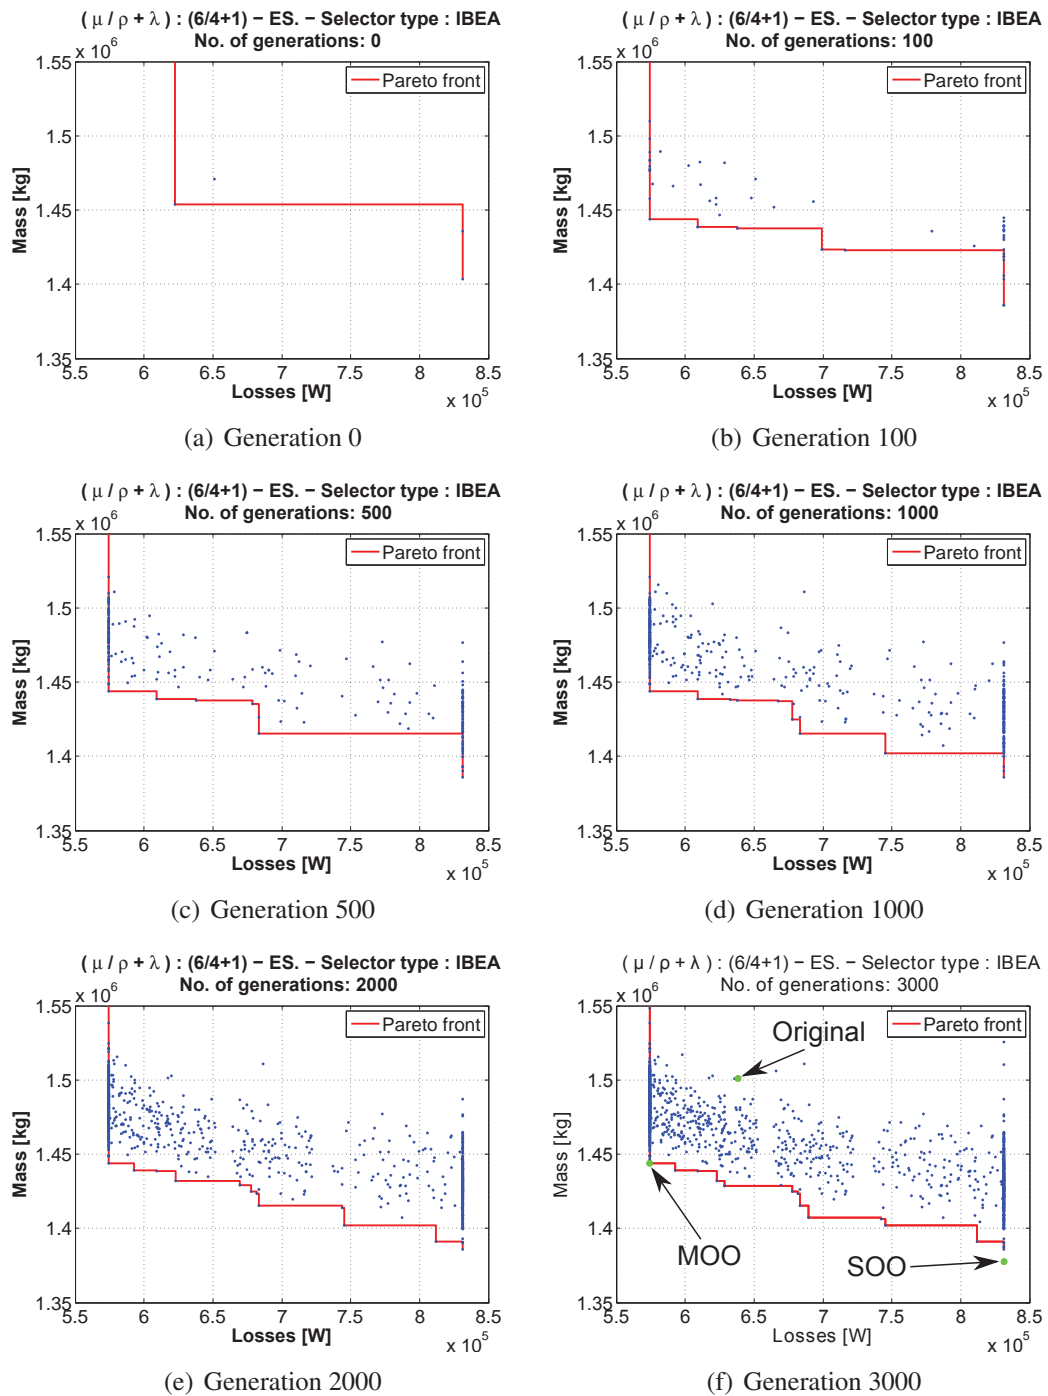 ( μ / ρ + λ ) : (6/4+1) − ES. − Selector type : IBEA
No. of generations: 0
x 10^6
Pareto front
1.55
1.5
1.45
1.4
1.35
Mass [kg]
5.5 6 6.5 7 7.5 8 8.5
Losses [W]
x 10^5
(a) Generation 0
( μ / ρ + λ ) : (6/4+1) − ES. − Selector type : IBEA
No. of generations: 100
x 10^6
Pareto front
1.55
1.5
1.45
1.4
1.35
Mass [kg]
5.5 6 6.5 7 7.5 8 8.5
Losses [W]
x 10^5
(b) Generation 100
( μ / ρ + λ ) : (6/4+1) − ES. − Selector type : IBEA
No. of generations: 500
x 10^6
Pareto front
1.55
1.5
1.45
1.4
1.35
Mass [kg]
5.5 6 6.5 7 7.5 8 8.5
Losses [W]
x 10^5
(c) Generation 500
( μ / ρ + λ ) : (6/4+1) − ES. − Selector type : IBEA
No. of generations: 1000
x 10^6
Pareto front
1.55
1.5
1.45
1.4
1.35
Mass [kg]
5.5 6 6.5 7 7.5 8 8.5
Losses [W]
x 10^5
(d) Generation 1000
( μ / ρ + λ ) : (6/4+1) − ES. − Selector type : IBEA
No. of generations: 2000
x 10^6
Pareto front
1.55
1.5
1.45
1.4
1.35
Mass [kg]
5.5 6 6.5 7 7.5 8 8.5
Losses [W]
x 10^5
(e) Generation 2000
( μ / ρ + λ ) : (6/4+1) − ES. − Selector type : IBEA
No. of generations: 3000
x 10^6
Pareto front
Original
MOO
SOO
1.55
1.5
1.45
1.4
1.35
Mass [kg]
5.5 6 6.5 7 7.5 8 8.5
Losses [W]
x 10^5
(f) Generation 3000